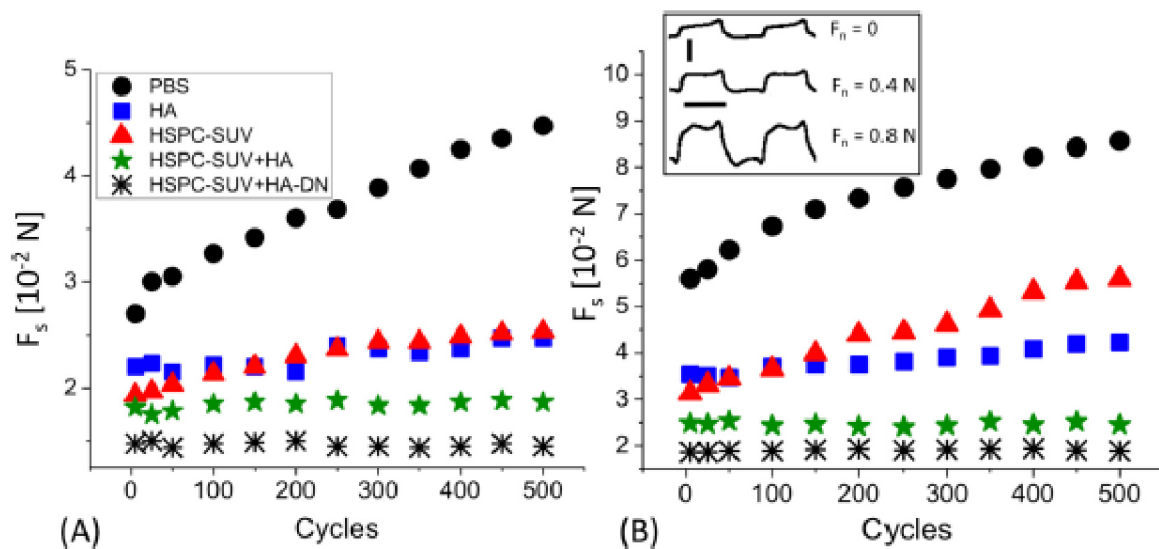 5
4
3
2
F_s [10^-2 N]
PBS
HA
HSPC-SUV
HSPC-SUV+HA
HSPC-SUV+HA-DN
0 100 200 300 400 500
(A) Cycles
10
9
8
7
6
5
4
3
2
F_s [10^-2 N]
F_n = 0
F_n = 0.4 N
F_n = 0.8 N
0 100 200 300 400 500
(B) Cycles